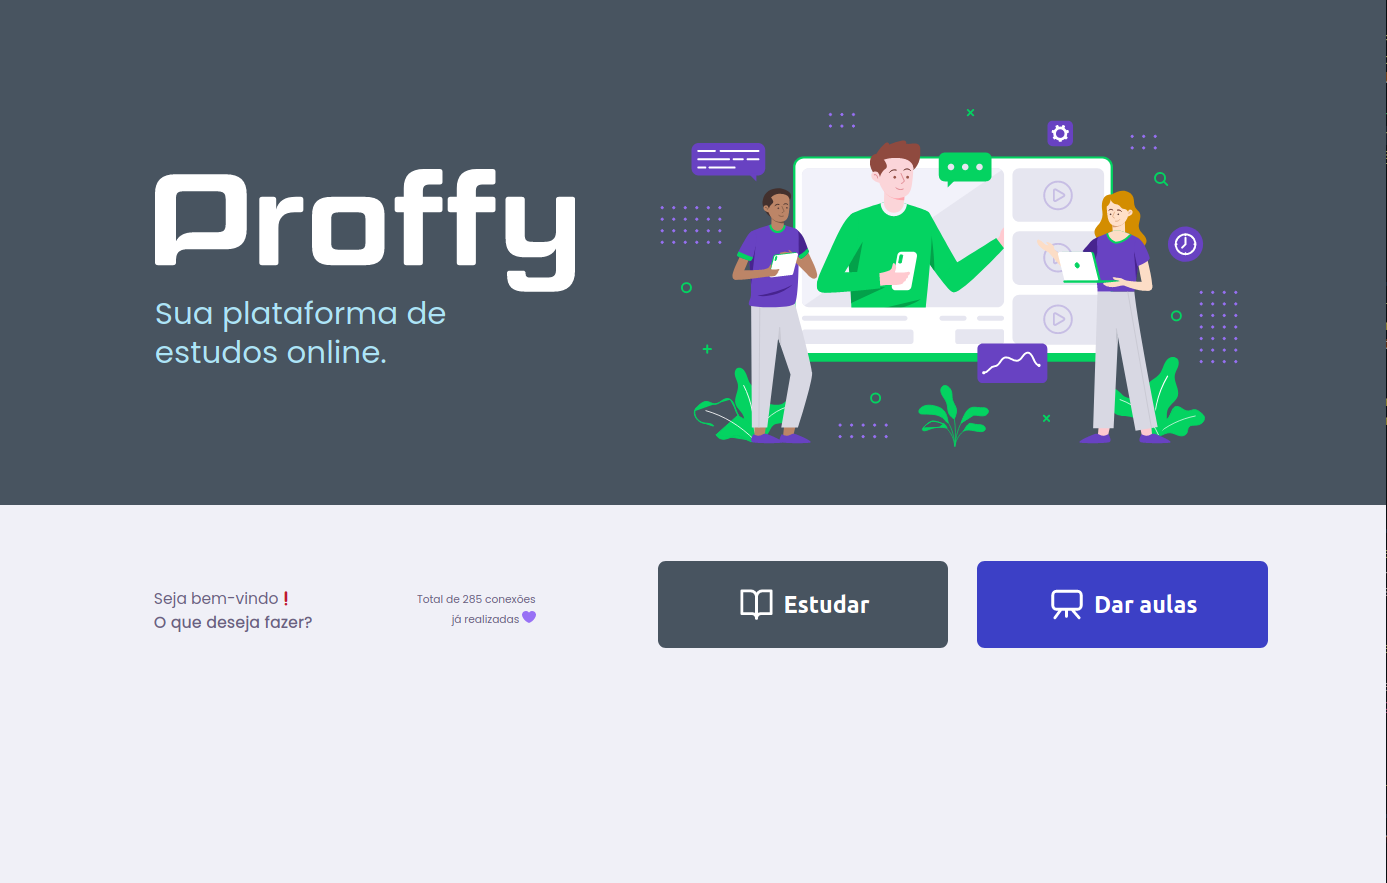 Proffy
Sua plataforma de
estudos online.
Seja bem-vindo❗
O que deseja fazer?
Total de 285 conexões
já realizadas 💜
Estudar
Dar aulas